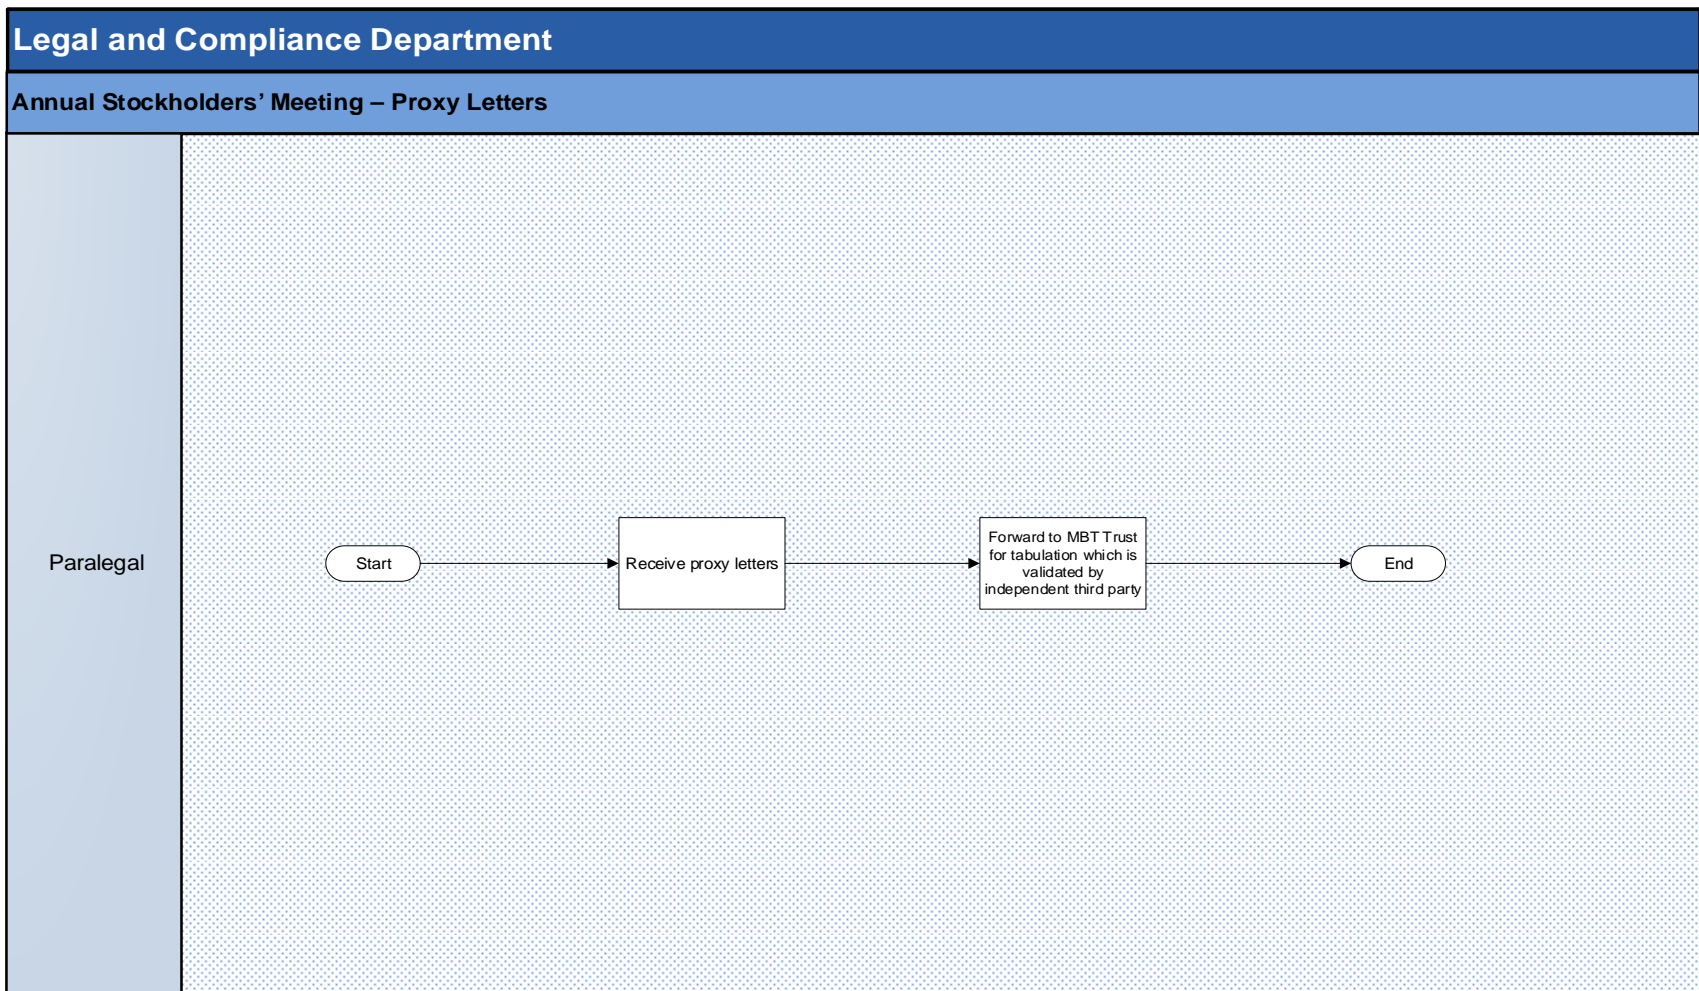 Legal and Compliance Department
Annual Stockholders’ Meeting – Proxy Letters
Paralegal
Start
Receive proxy letters
Forward to MBT Trust
for tabulation which is
validated by
independent third party
End